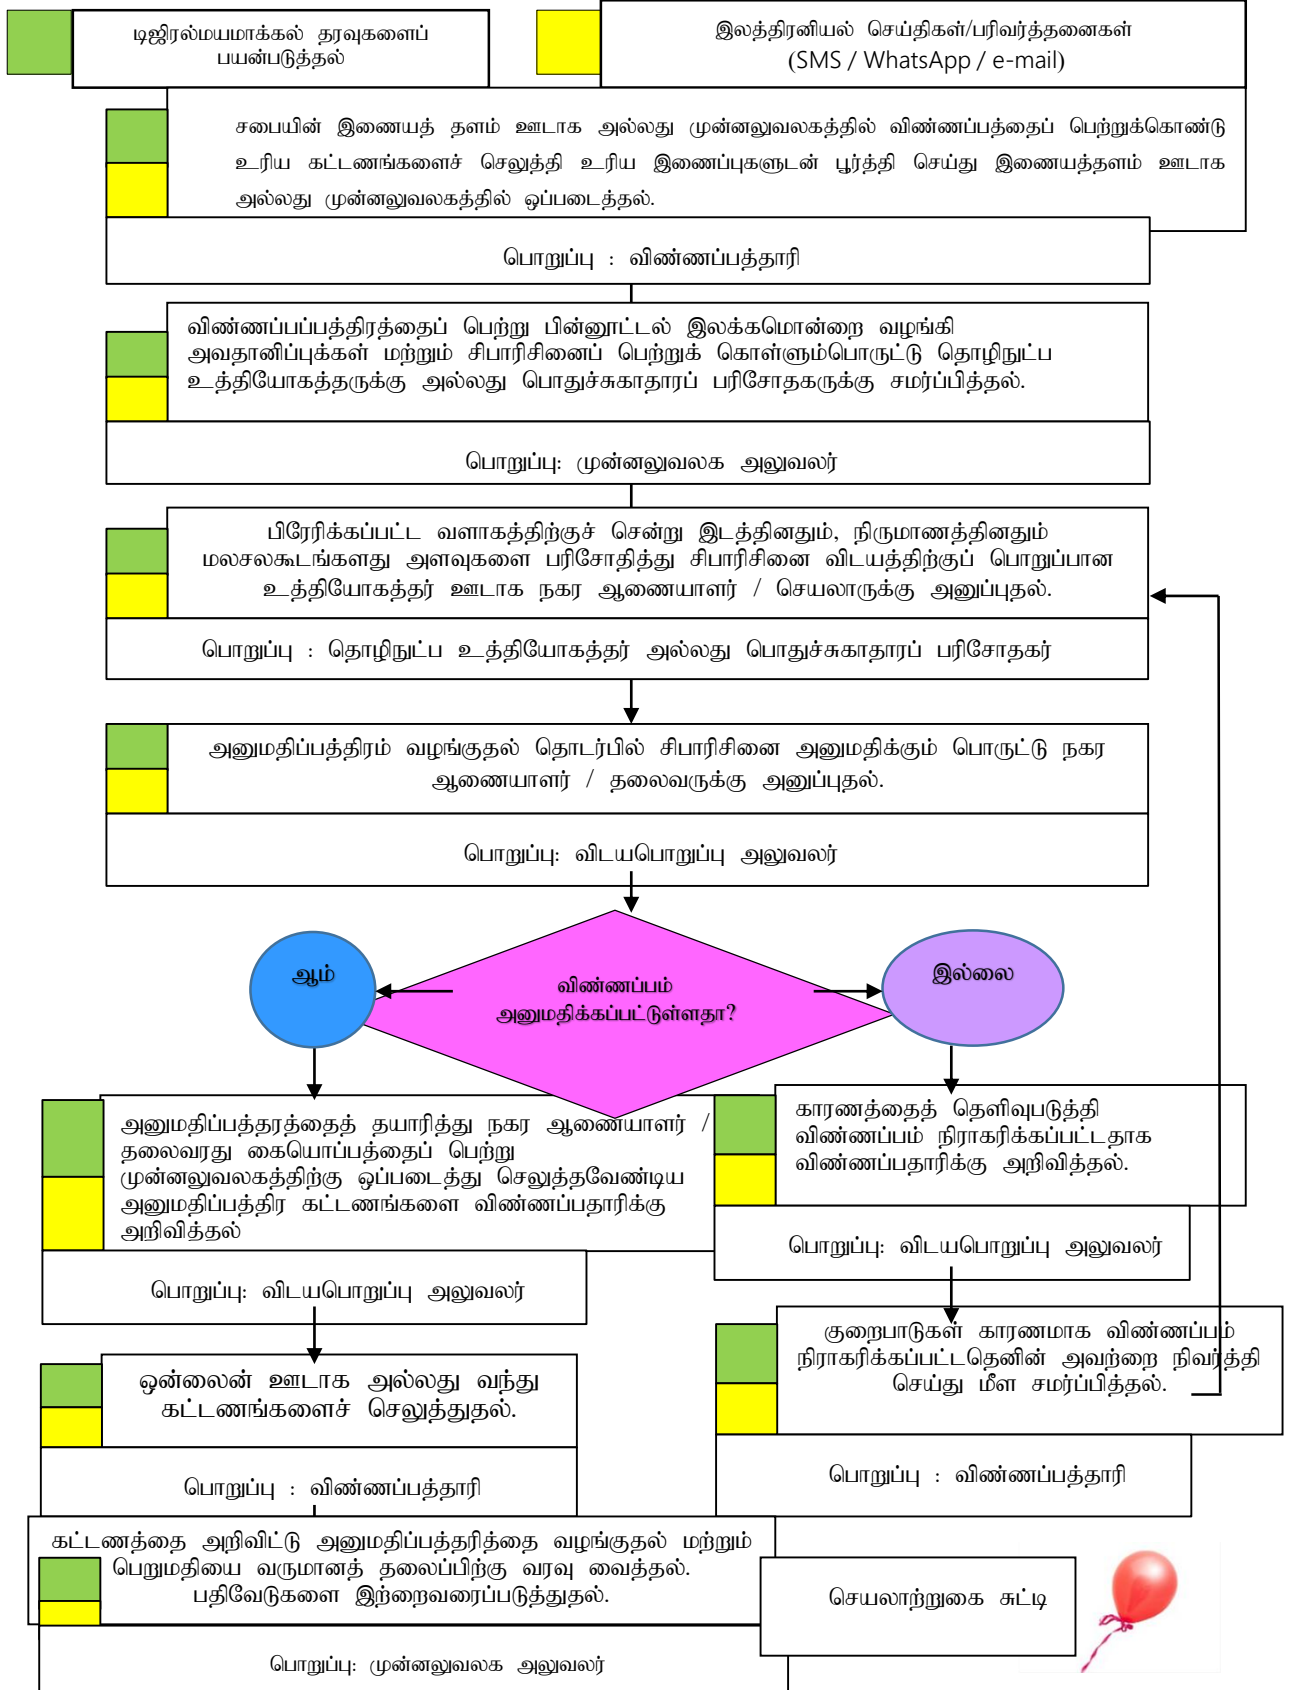 டிஜிரல்மயமாக்கல் தரவுகளைப்
பயன்படுத்தல்
இலத்திரனியல் செய்திகள்/பரிவர்த்தனைகள்
(SMS / WhatsApp / e-mail)
சபையின் இணையத் தளம் ஊடாக அல்லது முன்னலுவலகத்தில் விண்ணப்பத்தைப் பெற்றுக்கொண்டு
உரிய கட்டணங்களைச் செலுத்தி உரிய இணைப்புகளுடன் பூர்த்தி செய்து இணையத்தளம் ஊடாக
அல்லது முன்னலுவலகத்தில் ஒப்படைத்தல்.
பொறுப்பு : விண்ணப்பத்தாரி
விண்ணப்பப்பத்திரத்தைப் பெற்று பின்னூட்டல் இலக்கமொன்றை வழங்கி
அவதானிப்புக்கள் மற்றும் சிபாரிசினைப் பெற்றுக் கொள்ளும்பொருட்டு தொழிநுட்ப
உத்தியோகத்தருக்கு அல்லது பொதுச்சுகாதாரப் பரிசோதகருக்கு சமர்ப்பித்தல்.
பொறுப்பு: முன்னலுவலக அலுவலர்
பிரேரிக்கப்பட்ட வளாகத்திற்குச் சென்று இடத்தினதும், நிருமாணத்தினதும்
மலசலகூடங்களது அளவுகளை பரிசோதித்து சிபாரிசினை விடயத்திற்குப் பொறுப்பான
உத்தியோகத்தர் ஊடாக நகர ஆணையாளர் / செயலாருக்கு அனுப்புதல்.
பொறுப்பு : தொழிநுட்ப உத்தியோகத்தர் அல்லது பொதுச்சுகாதாரப் பரிசோதகர்
அனுமதிப்பத்திரம் வழங்குதல் தொடர்பில் சிபாரிசினை அனுமதிக்கும் பொருட்டு நகர
ஆணையாளர் / தலைவருக்கு அனுப்புதல்.
பொறுப்பு: விடயபொறுப்பு அலுவலர்
ஆம்
விண்ணப்பம்
அனுமதிக்கப்பட்டுள்ளதா?
இல்லை
அனுமதிப்பத்தரத்தைத் தயாரித்து நகர ஆணையாளர் /
தலைவரது கையொப்பத்தைப் பெற்று
முன்னலுவலகத்திற்கு ஒப்படைத்து செலுத்தவேண்டிய
அனுமதிப்பத்திர கட்டணங்களை விண்ணப்பதாரிக்கு
அறிவித்தல்
பொறுப்பு: விடயபொறுப்பு அலுவலர்
காரணத்தைத் தெளிவுபடுத்தி
விண்ணப்பம் நிராகரிக்கப்பட்டதாக
விண்ணப்பதாரிக்கு அறிவித்தல்.
பொறுப்பு: விடயபொறுப்பு அலுவலர்
ஒன்லைன் ஊடாக அல்லது வந்து
கட்டணங்களைச் செலுத்துதல்.
பொறுப்பு : விண்ணப்பத்தாரி
குறைபாடுகள் காரணமாக விண்ணப்பம்
நிராகரிக்கப்பட்டதெனின் அவற்றை நிவர்த்தி
செய்து மீள சமர்ப்பித்தல்.
பொறுப்பு : விண்ணப்பத்தாரி
கட்டணத்தை அறிவிட்டு அனுமதிப்பத்தரித்தை வழங்குதல் மற்றும்
பெறுமதியை வருமானத் தலைப்பிற்கு வரவு வைத்தல்.
பதிவேடுகளை இற்றைவரைப்படுத்துதல்.
பொறுப்பு: முன்னலுவலக அலுவலர்
செயலாற்றுகை சுட்டி